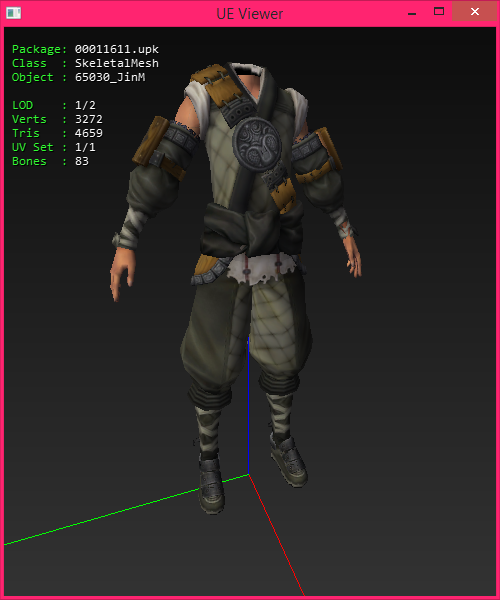 UE Viewer
Package: 00011611.upk
Class  : SkeletalMesh
Object : 65030_JinM
LOD    : 1/2
Verts  : 3272
Tris   : 4659
UV Set : 1/1
Bones  : 83